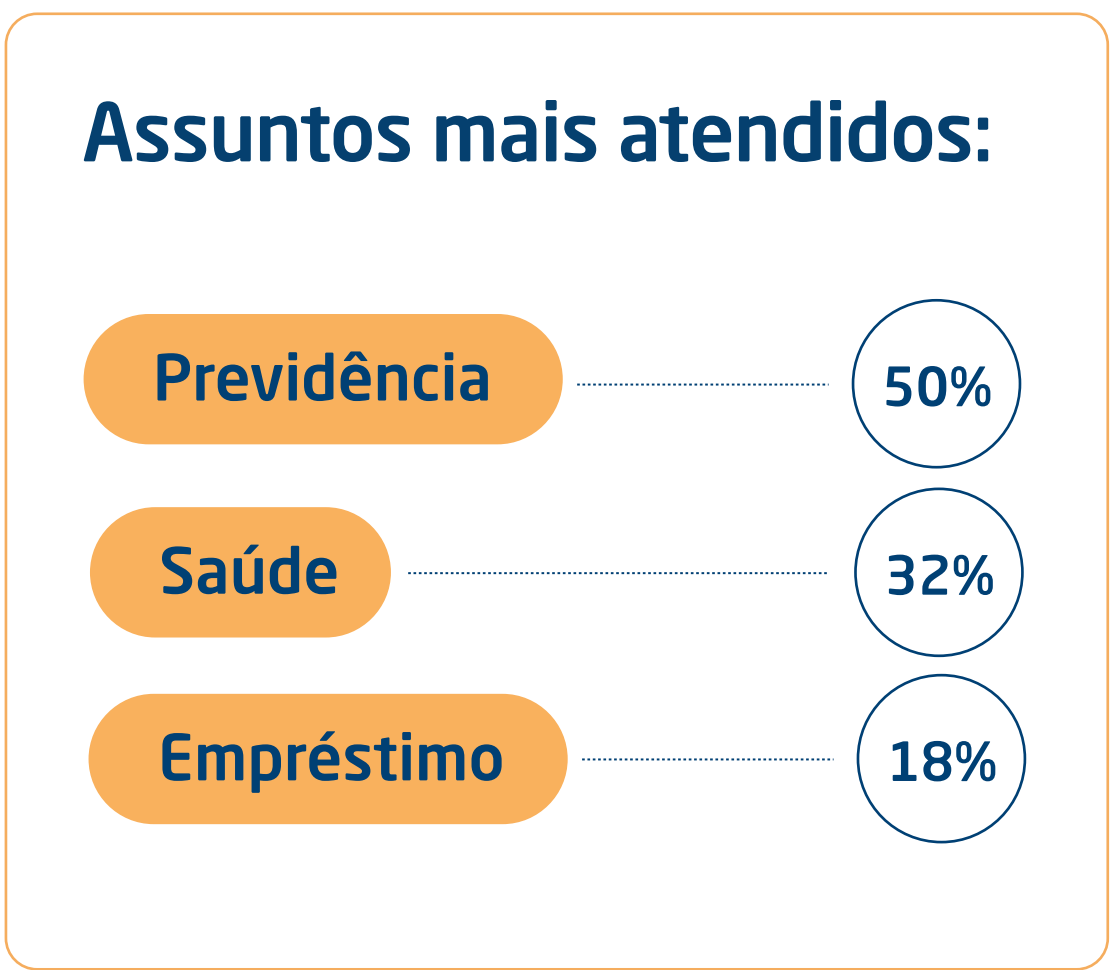 Assuntos mais atendidos:
Previdência 50%
Saúde 32%
Empréstimo 18%